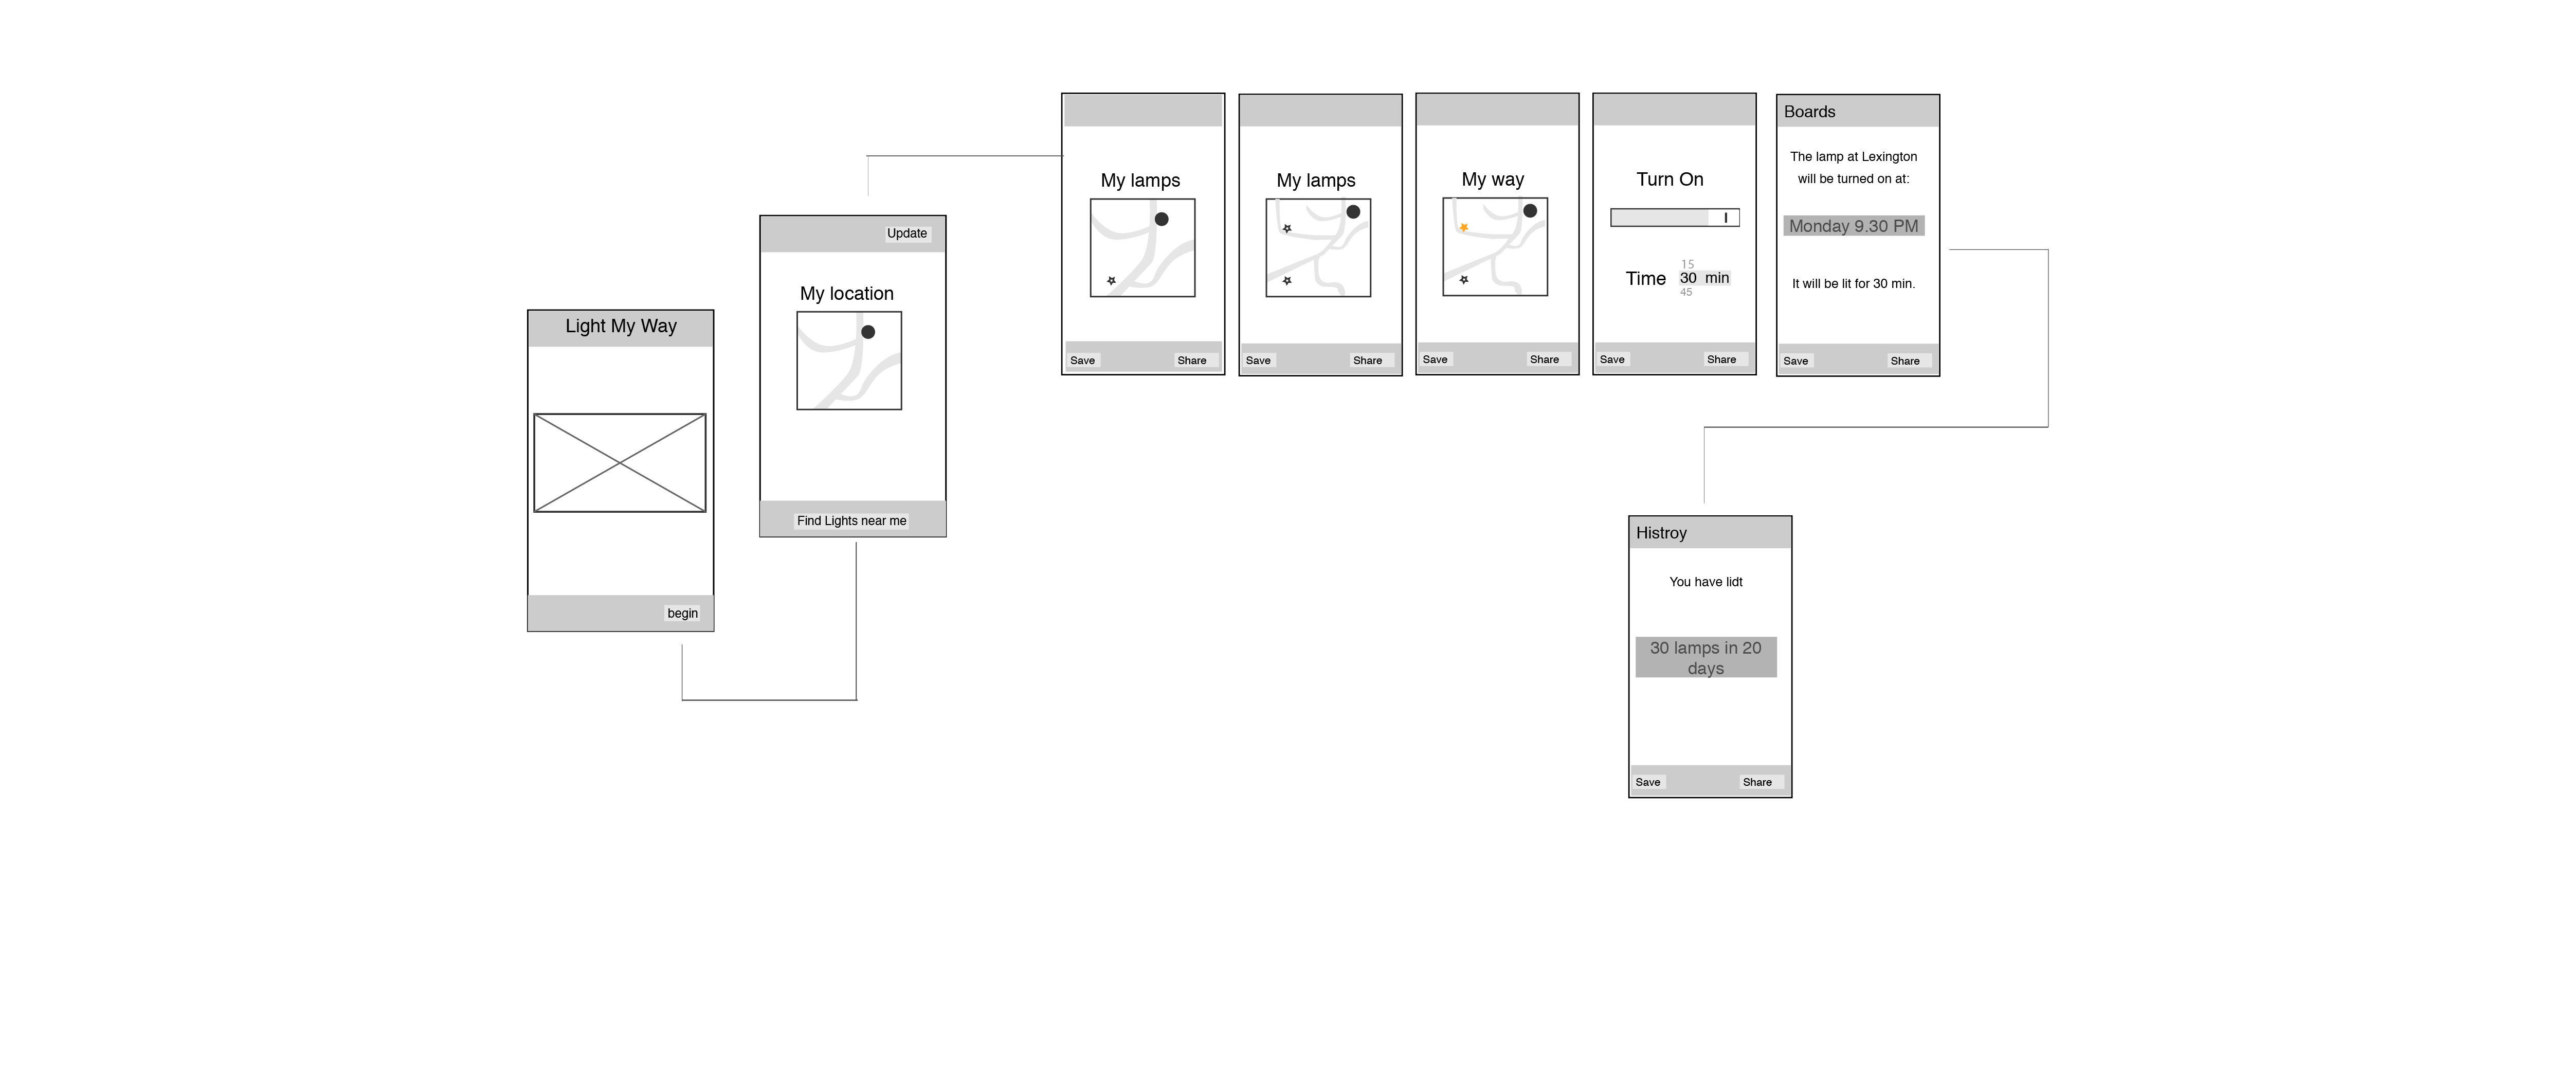 Light My Way
begin
Update
My location
Find Lights near me
My lamps
Save Share
My lamps
Save Share
My way
Save Share
Turn On
15
Time 30 min
45
Save Share
Boards
The lamp at Lexington
will be turned on at:
Monday 9.30 PM
It will be lit for 30 min.
Save Share
Histroy
You have lidt
30 lamps in 20
days
Save Share